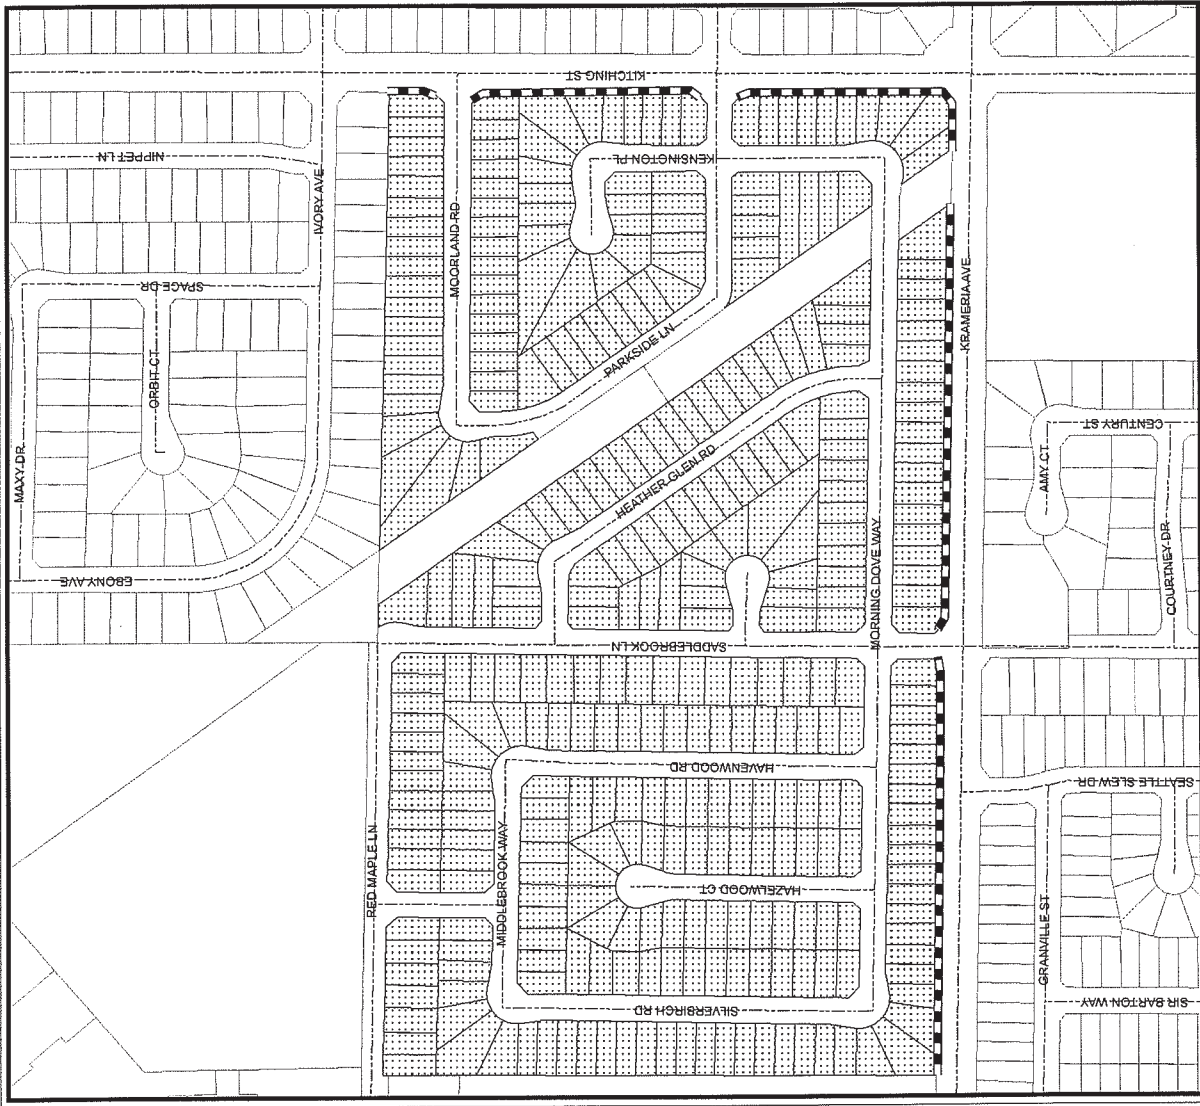 KITCHING ST
NIPPET LN
IVORY AVE
KENSINGTON PL
MOORLAND RD
SPACE DR
KRAMERIA AVE
PARKSIDE LN
ORBIT CT
MAXY DR
CENTURY ST
AMY CT
HEATHER GLEN RD
COURTNEY DR
EBONY AVE
MORNING DOVE WAY
SADDLEBROOK LN
HAVENWOOD RD
SEATTLE SLEW DR
RED MAPLE LN
MIDDLEBROOK WAY
HAZELWOOD CT
GRANVILLE ST
SILVERBIRCH RD
SIR BARTON WAY